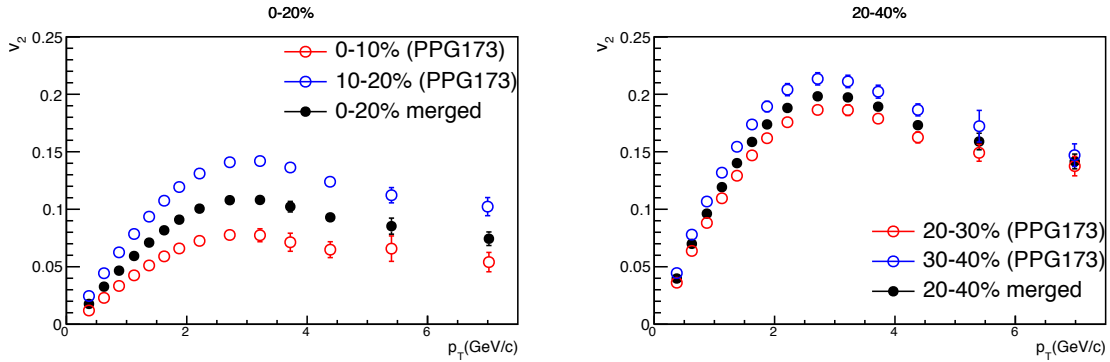 0-20%
v2
0.25
0.2
0.15
0.1
0.05
0
0-10% (PPG173)
10-20% (PPG173)
0-20% merged
0 2 4 6
pT(GeV/c)
20-40%
v2
0.25
0.2
0.15
0.1
0.05
0
20-30% (PPG173)
30-40% (PPG173)
20-40% merged
0 2 4 6
pT(GeV/c)